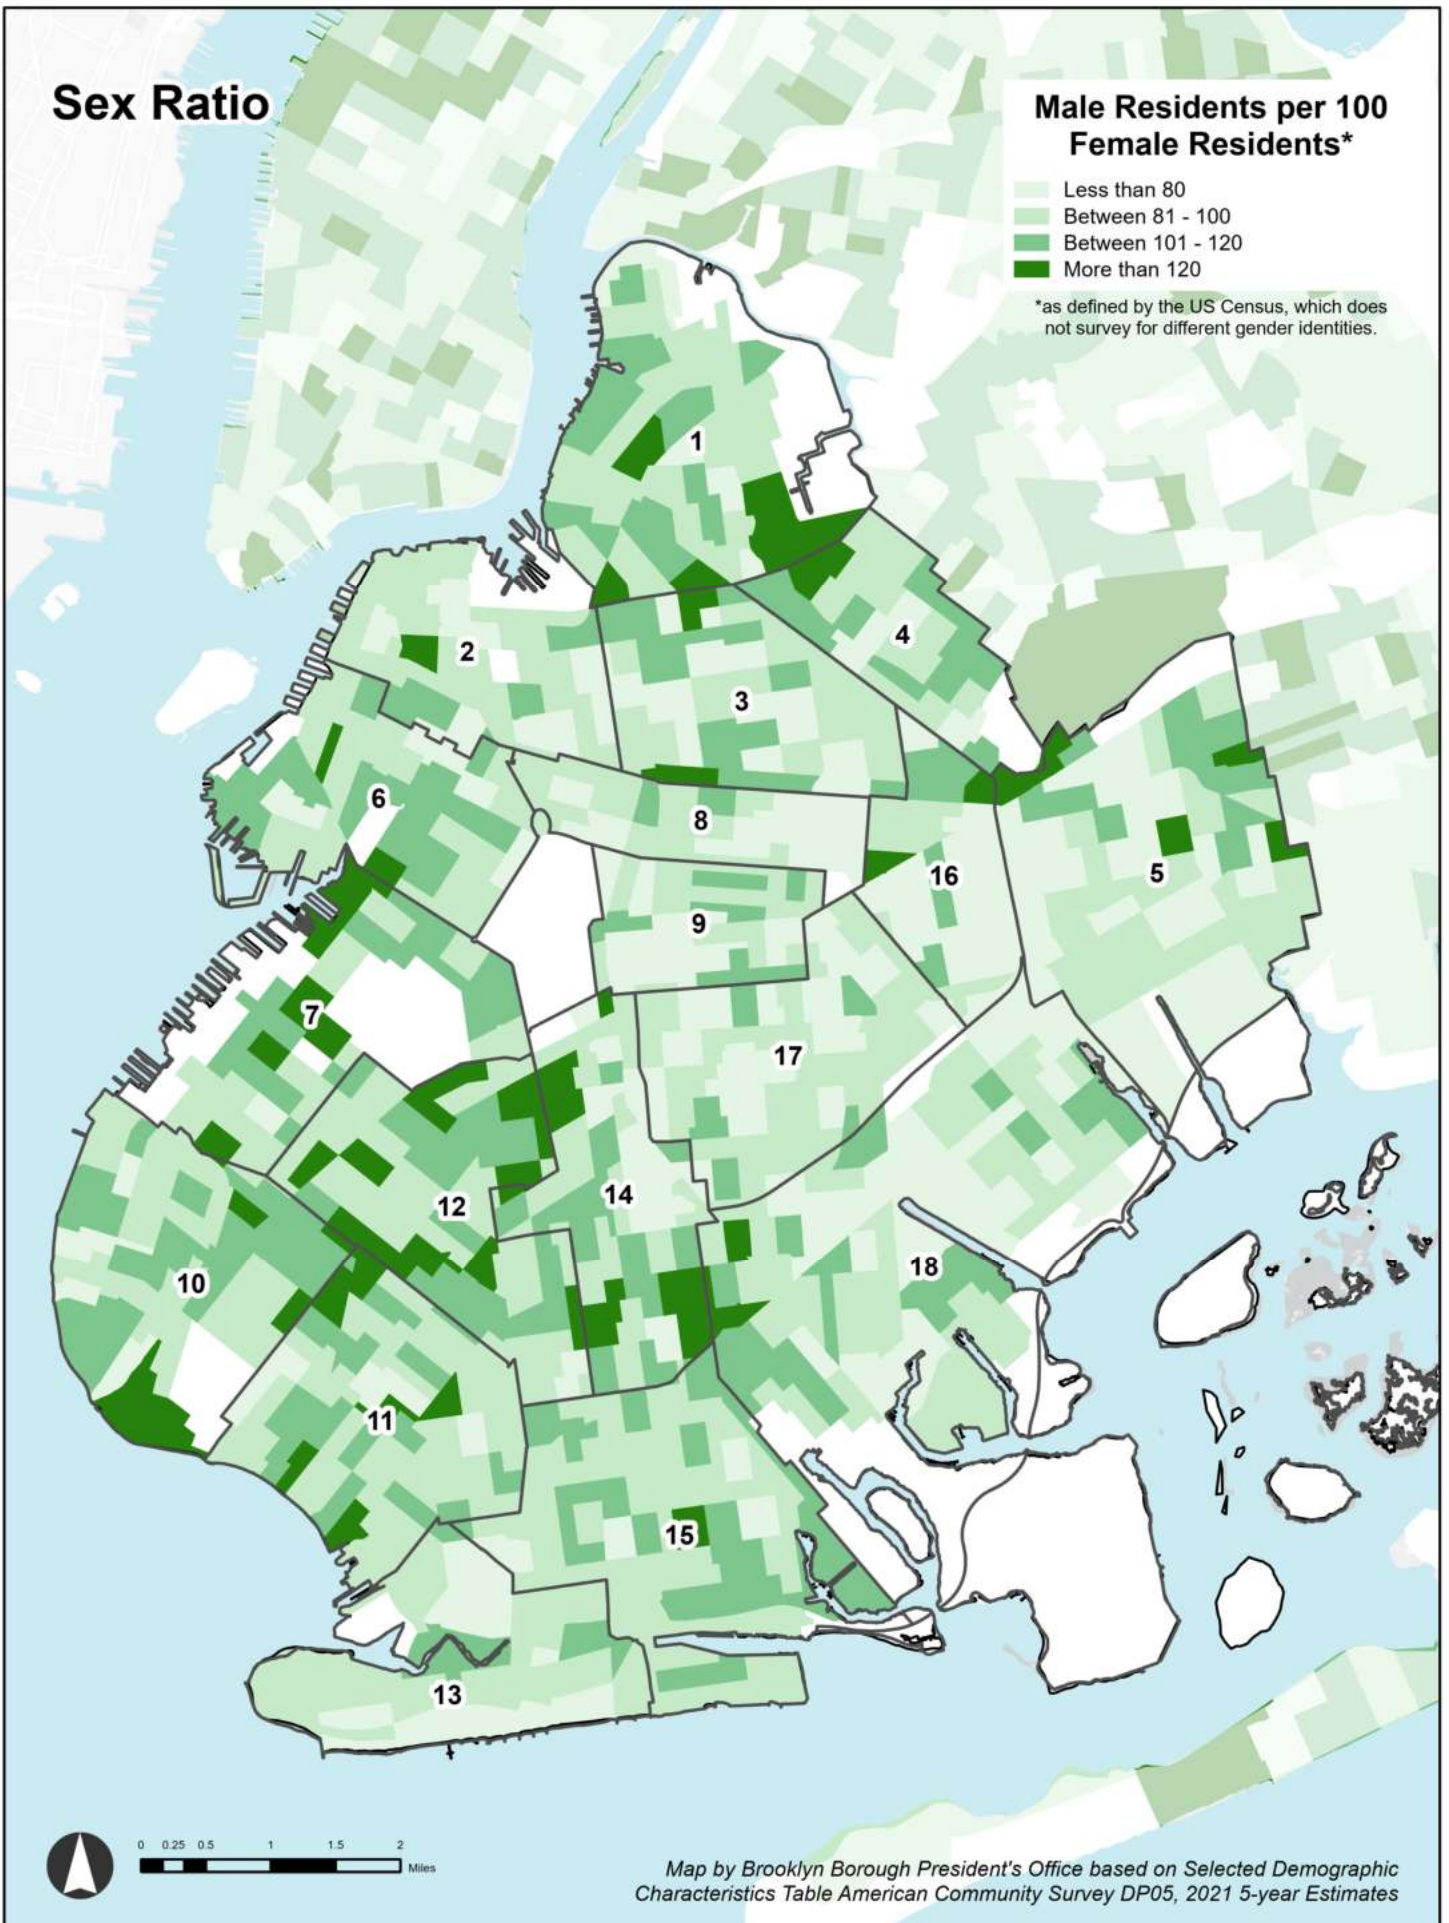 Sex Ratio
Male Residents per 100
Female Residents*
Less than 80
Between 81 - 100
Between 101 - 120
More than 120
*as defined by the US Census, which does
not survey for different gender identities.
1
2
4
3
6
8
5
16
9
7
17
14
12
18
10
11
15
13
0 0.25 0.5 1 1.5 2
Miles
Map by Brooklyn Borough President's Office based on Selected Demographic
Characteristics Table American Community Survey DP05, 2021 5-year Estimates